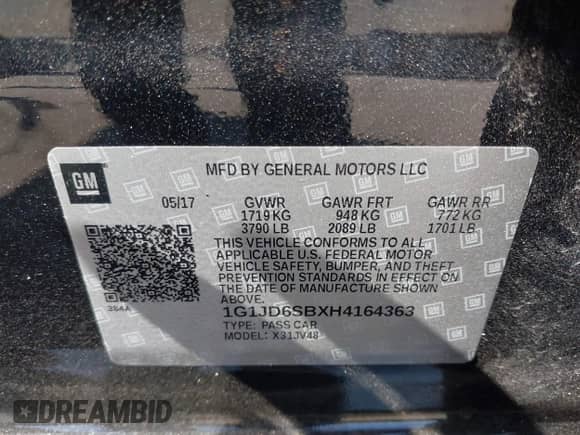 GM
MFD BY GENERAL MOTORS LLC
05/17 GVWR GAWR FRT GAWR RR
1719 KG 948 KG 772 KG
3790 LB 2089 LB 1701 LB
THIS VEHICLE CONFORMS TO ALL
APPLICABLE U.S. FEDERAL MOTOR
VEHICLE SAFETY, BUMPER, AND THEFT
PREVENTION STANDARDS IN EFFECT ON
THE DATE OF MANUFACTURE SHOWN
ABOVE.
1G1JD6SBXH4164363
TYPE: PASS CAR
MODEL: X31JV48
DREAMBID